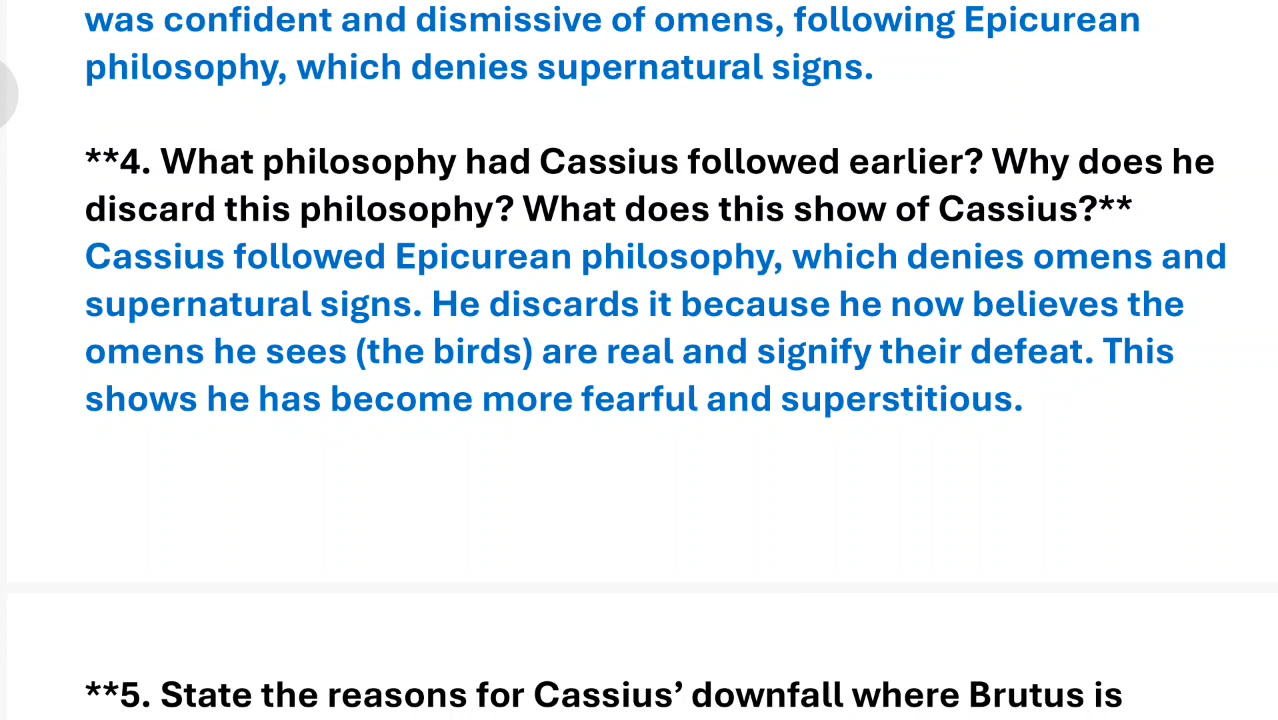 was confident and dismissive of omens, following Epicurean
philosophy, which denies supernatural signs.
**4. What philosophy had Cassius followed earlier? Why does he
discard this philosophy? What does this show of Cassius?**
Cassius followed Epicurean philosophy, which denies omens and
supernatural signs. He discards it because he now believes the
omens he sees (the birds) are real and signify their defeat. This
shows he has become more fearful and superstitious.
**5. State the reasons for Cassius’ downfall where Brutus is